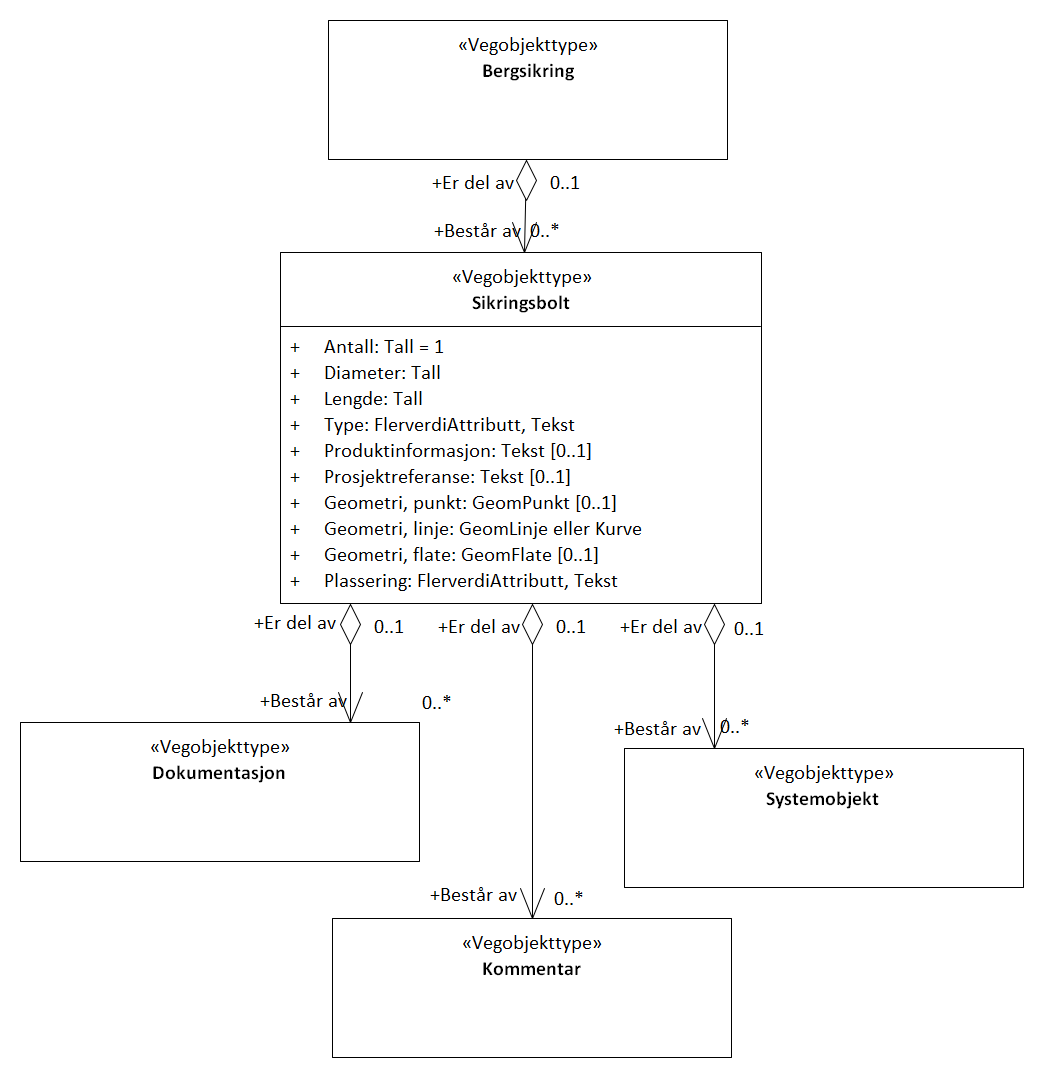 «Vegobjekttype»
Bergsikring
+Er del av 0..1
+Består av 0..*
«Vegobjekttype»
Sikringsbolt
+ Antall: Tall = 1
+ Diameter: Tall
+ Lengde: Tall
+ Type: FlerverdiAttributt, Tekst
+ Produktinformasjon: Tekst [0..1]
+ Prosjektreferanse: Tekst [0..1]
+ Geometri, punkt: GeomPunkt [0..1]
+ Geometri, linje: GeomLinje eller Kurve
+ Geometri, flate: GeomFlate [0..1]
+ Plassering: FlerverdiAttributt, Tekst
+Er del av 0..1 +Er del av 0..1 +Er del av 0..1
+Består av 0..*
+Består av 0..*
«Vegobjekttype»
Dokumentasjon
«Vegobjekttype»
Systemobjekt
+Består av 0..*
«Vegobjekttype»
Kommentar